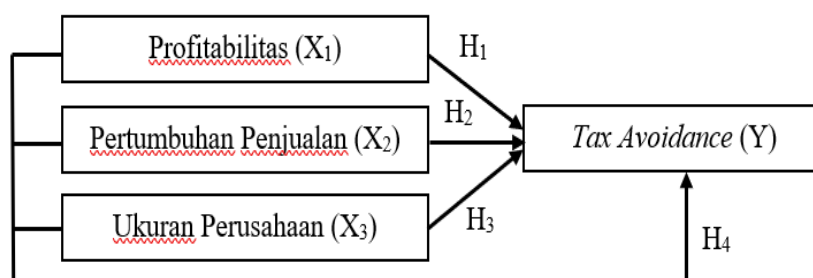 Profitabilitas (X₁)
H₁
Pertumbuhan Penjualan (X₂)
H₂
Tax Avoidance (Y)
Ukuran Perusahaan (X₃)
H₃
H₄